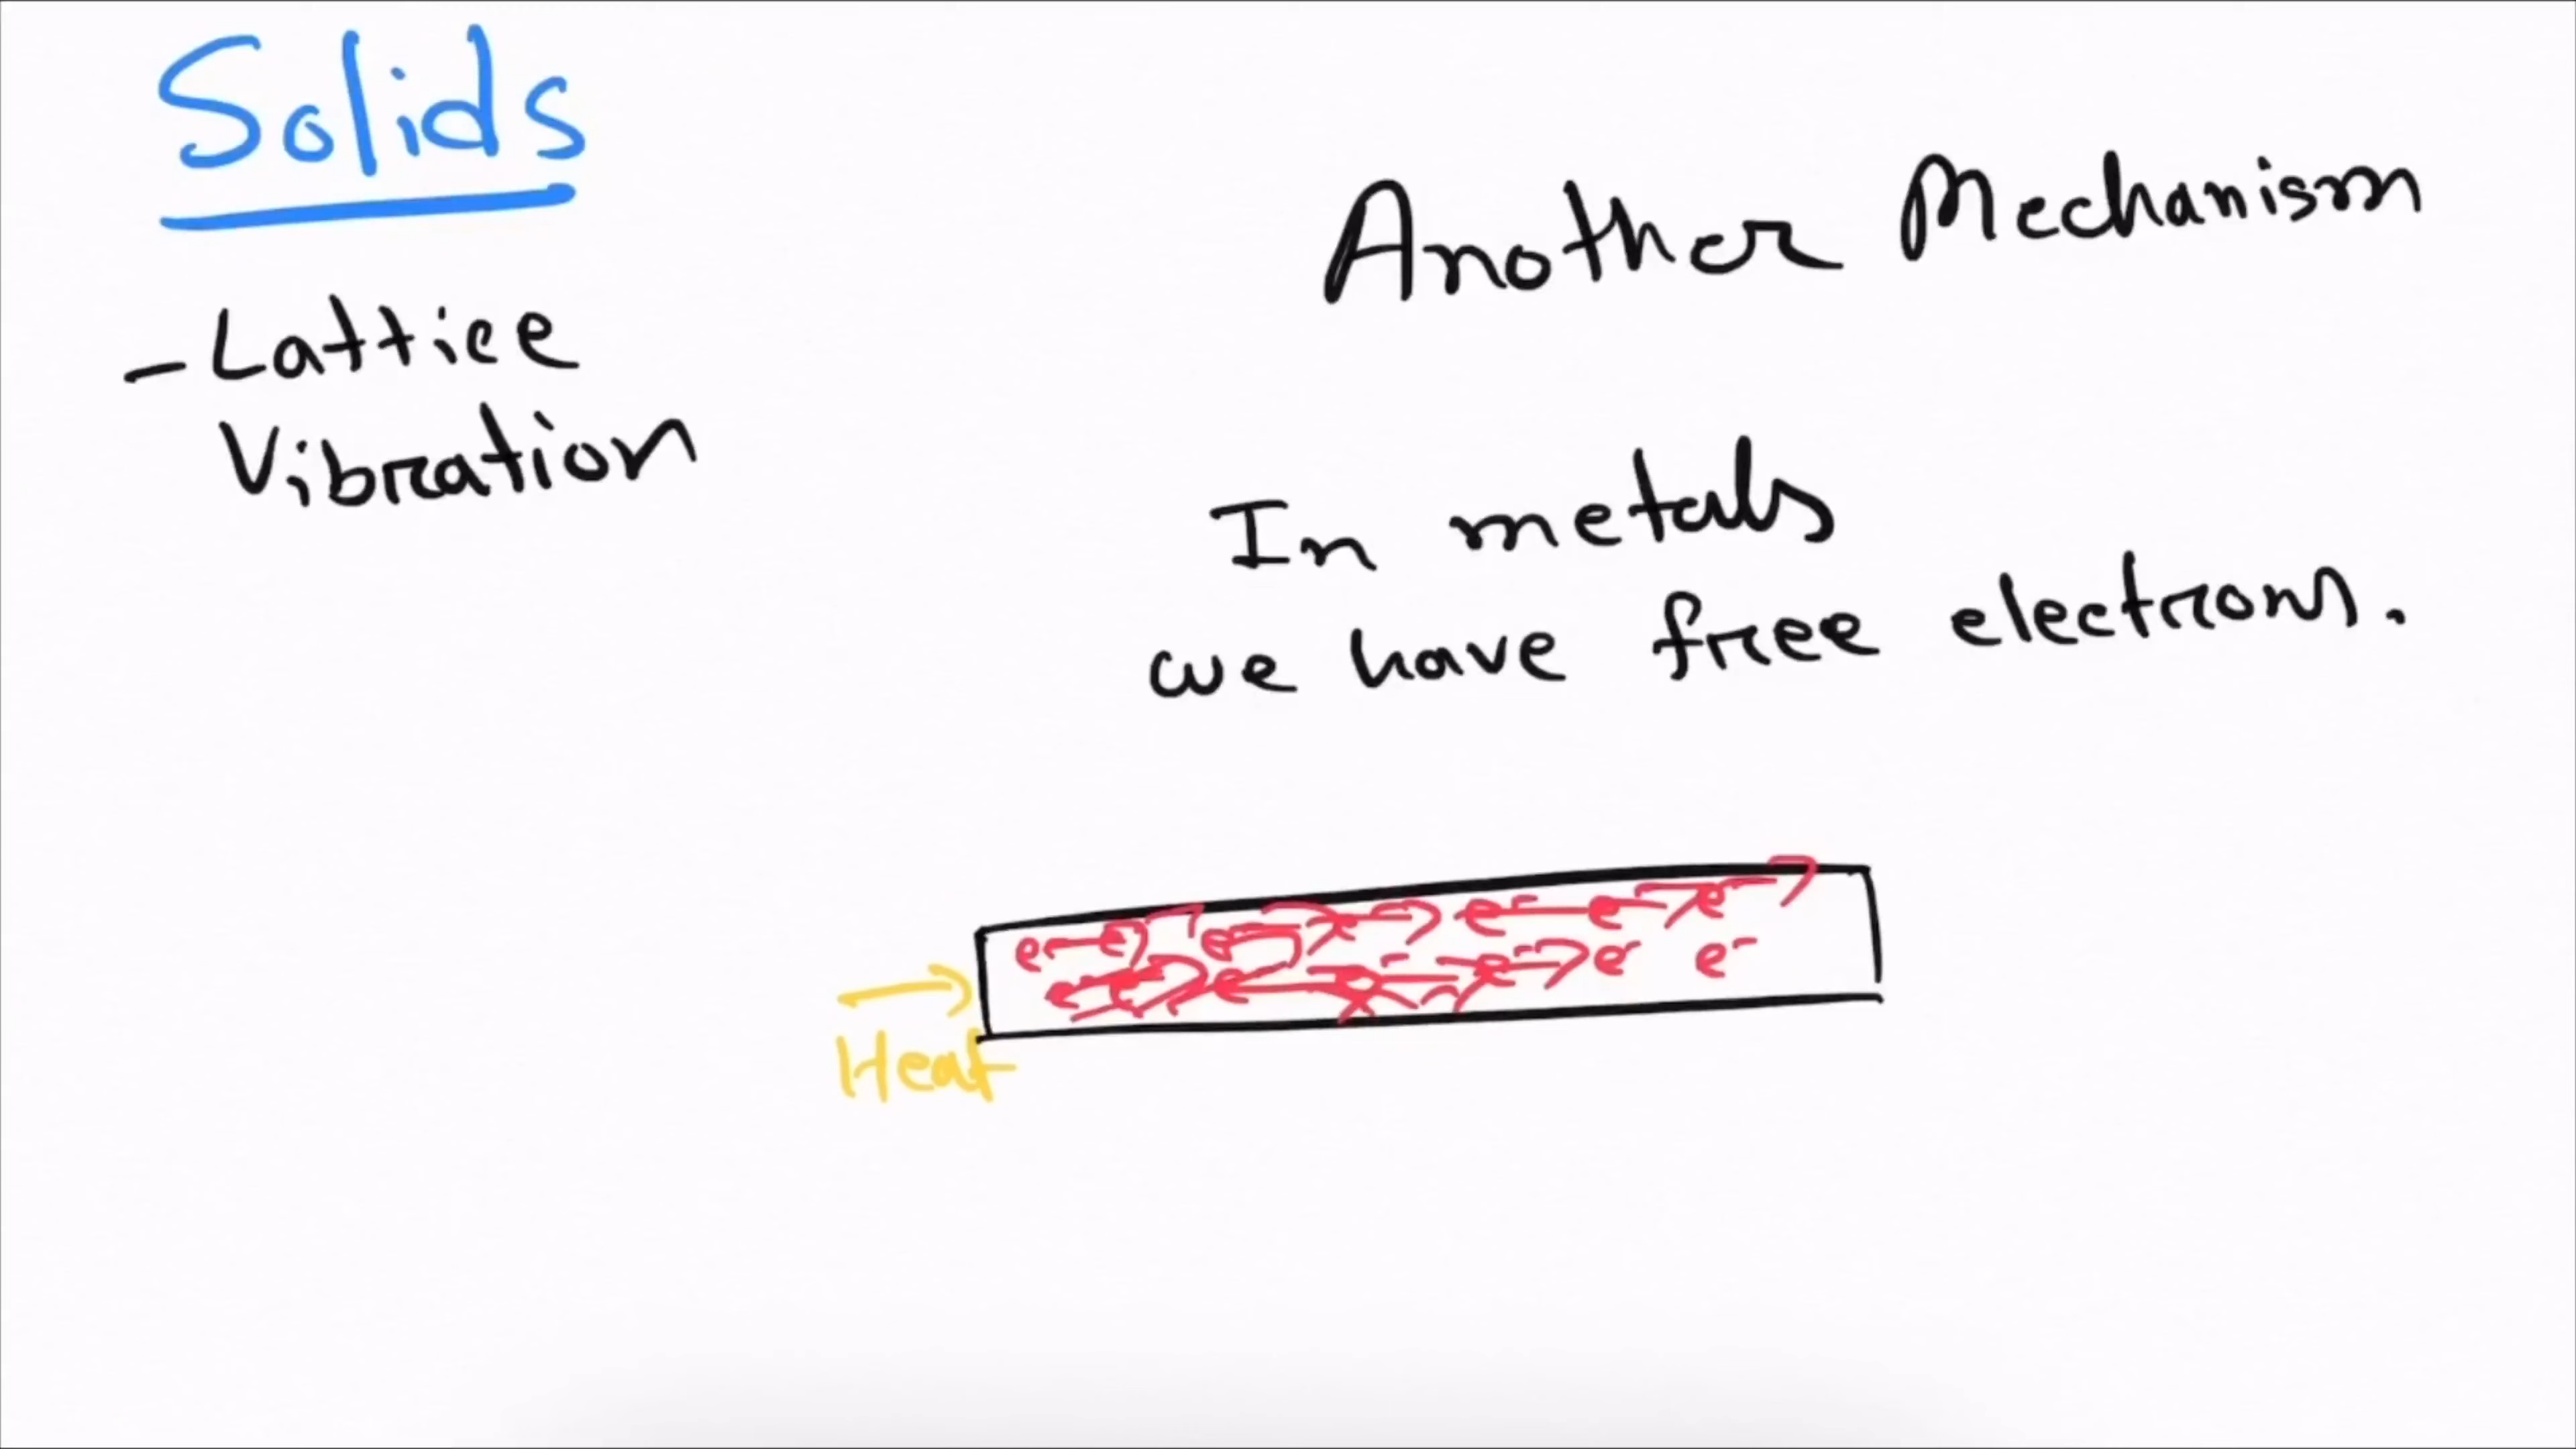 Solids
- Lattice
Vibration
Another Mechanism
In metals
we have free electrons.
e- e- e- e- e- e- e-
e- e- e- e- e- e-
Heat